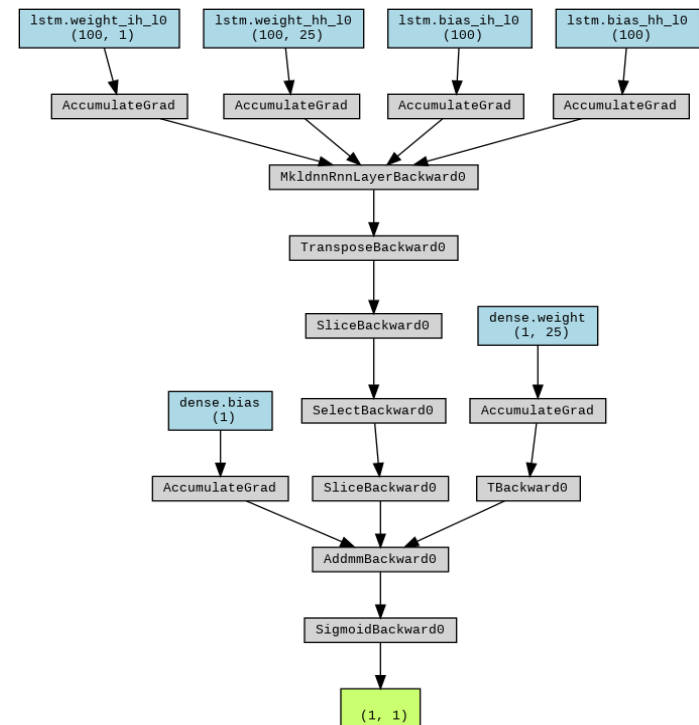 lstm.weight_ih_l0
(100, 1)
lstm.weight_hh_l0
(100, 25)
lstm.bias_ih_l0
(100)
lstm.bias_hh_l0
(100)
AccumulateGrad
AccumulateGrad
AccumulateGrad
AccumulateGrad
MkldnnRnnLayerBackward0
TransposeBackward0
SliceBackward0
dense.weight
(1, 25)
dense.bias
(1)
SelectBackward0
AccumulateGrad
AccumulateGrad
SliceBackward0
TBackward0
AddmmBackward0
SigmoidBackward0
(1, 1)